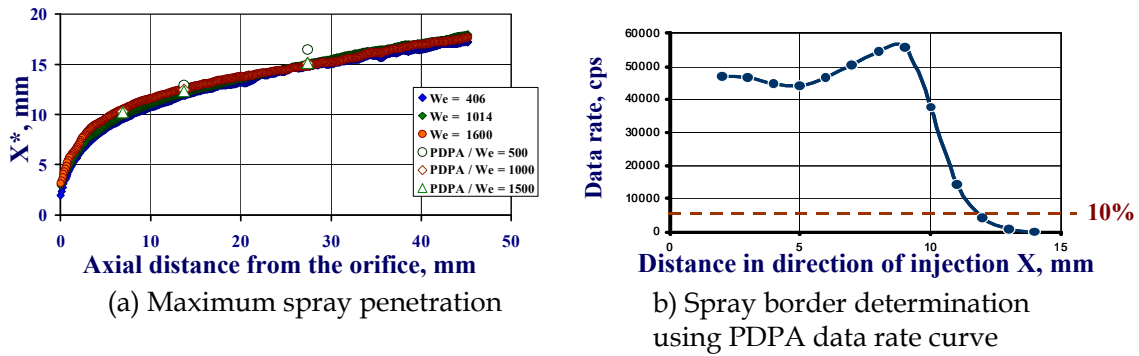 20
15
10
5
0
X*, mm
0 10 20 30 40 50
Axial distance from the orifice, mm
We = 406
We = 1014
We = 1600
PDPA / We = 500
PDPA / We = 1000
PDPA / We = 1500
(a) Maximum spray penetration
60000
50000
40000
30000
20000
10000
0
Data rate, cps
10%
0 5 10 15
Distance in direction of injection X, mm
b) Spray border determination
using PDPA data rate curve